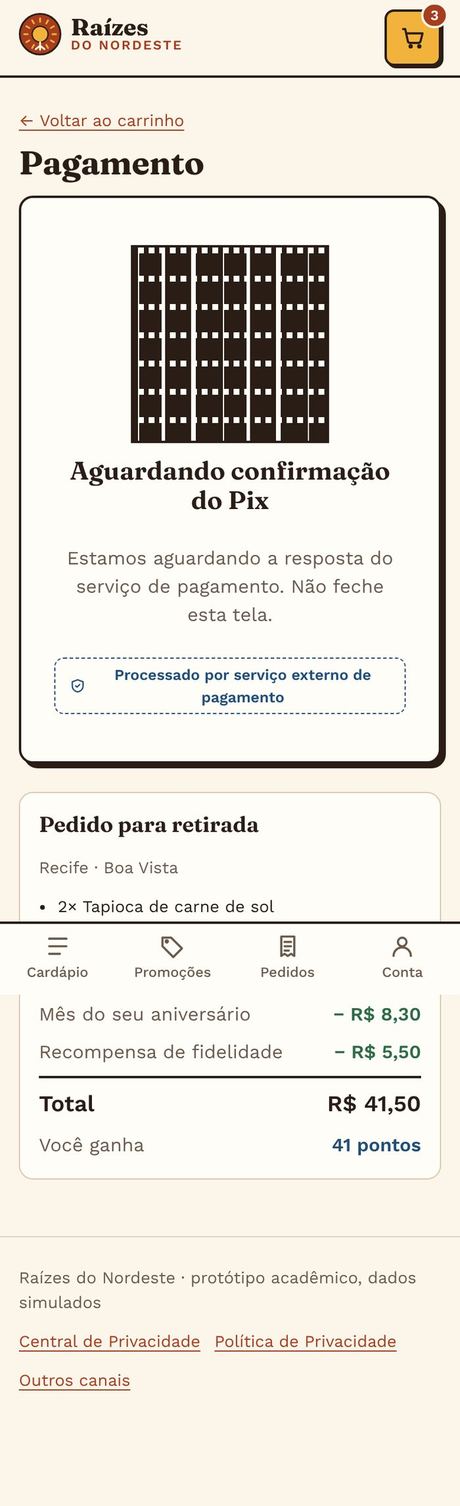 Raízes
DO NORDESTE
3
← Voltar ao carrinho
Pagamento
Aguardando confirmação
do Pix
Estamos aguardando a resposta do
serviço de pagamento. Não feche
esta tela.
Processado por serviço externo de
pagamento
Pedido para retirada
Recife · Boa Vista
• 2× Tapioca de carne de sol
Cardápio Promoções Pedidos Conta
Mês do seu aniversário − R$ 8,30
Recompensa de fidelidade − R$ 5,50
Total R$ 41,50
Você ganha 41 pontos
Raízes do Nordeste · protótipo acadêmico, dados
simulados
Central de Privacidade Política de Privacidade
Outros canais